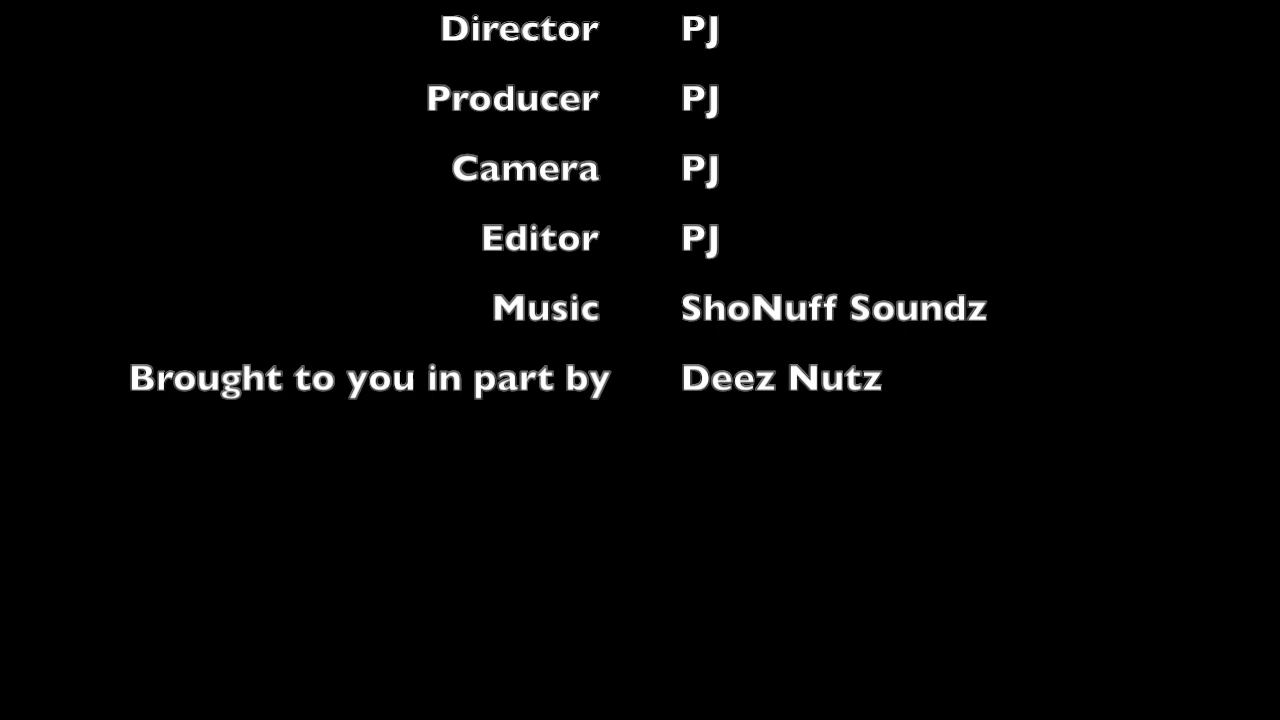 Director PJ
Producer PJ
Camera PJ
Editor PJ
Music ShoNuff Soundz
Brought to you in part by Deez Nutz